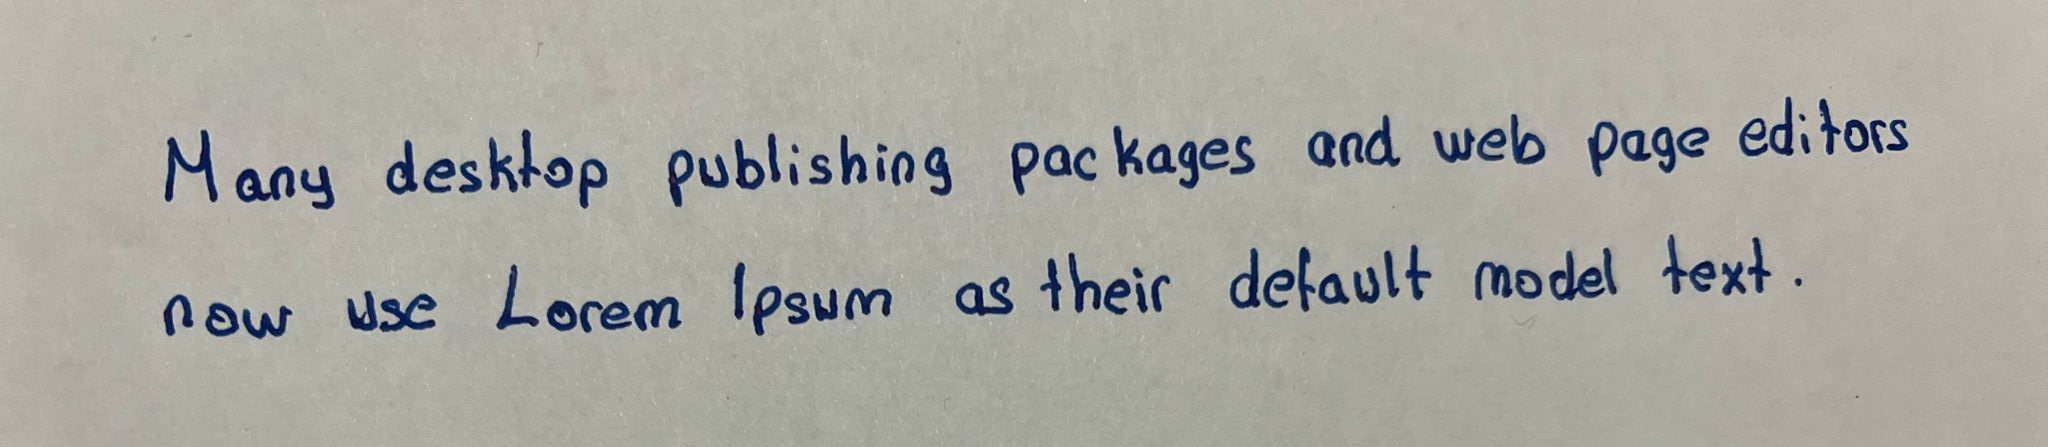 Many desktop publishing packages and web page editors
now use Lorem Ipsum as their default model text.